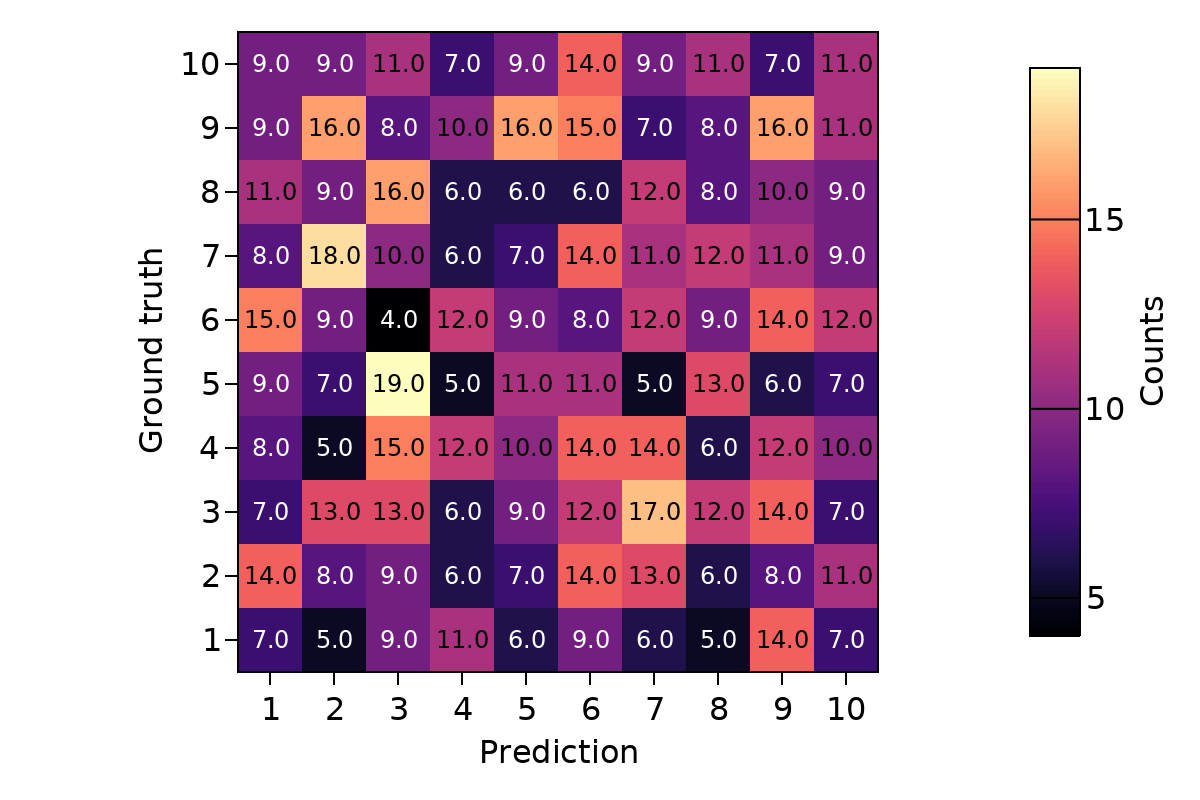 10 9.0 9.0 11.0 7.0 9.0 14.0 9.0 11.0 7.0 11.0
9 9.0 16.0 8.0 10.0 16.0 15.0 7.0 8.0 16.0 11.0
8 11.0 9.0 16.0 6.0 6.0 6.0 12.0 8.0 10.0 9.0
7 8.0 18.0 10.0 6.0 7.0 14.0 11.0 12.0 11.0 9.0
6 15.0 9.0 4.0 12.0 9.0 8.0 12.0 9.0 14.0 12.0
5 9.0 7.0 19.0 5.0 11.0 11.0 5.0 13.0 6.0 7.0
4 8.0 5.0 15.0 12.0 10.0 14.0 14.0 6.0 12.0 10.0
3 7.0 13.0 13.0 6.0 9.0 12.0 17.0 12.0 14.0 7.0
2 14.0 8.0 9.0 6.0 7.0 14.0 13.0 6.0 8.0 11.0
1 7.0 5.0 9.0 11.0 6.0 9.0 6.0 5.0 14.0 7.0
1 2 3 4 5 6 7 8 9 10
Prediction
Ground truth
15
10
5
Counts